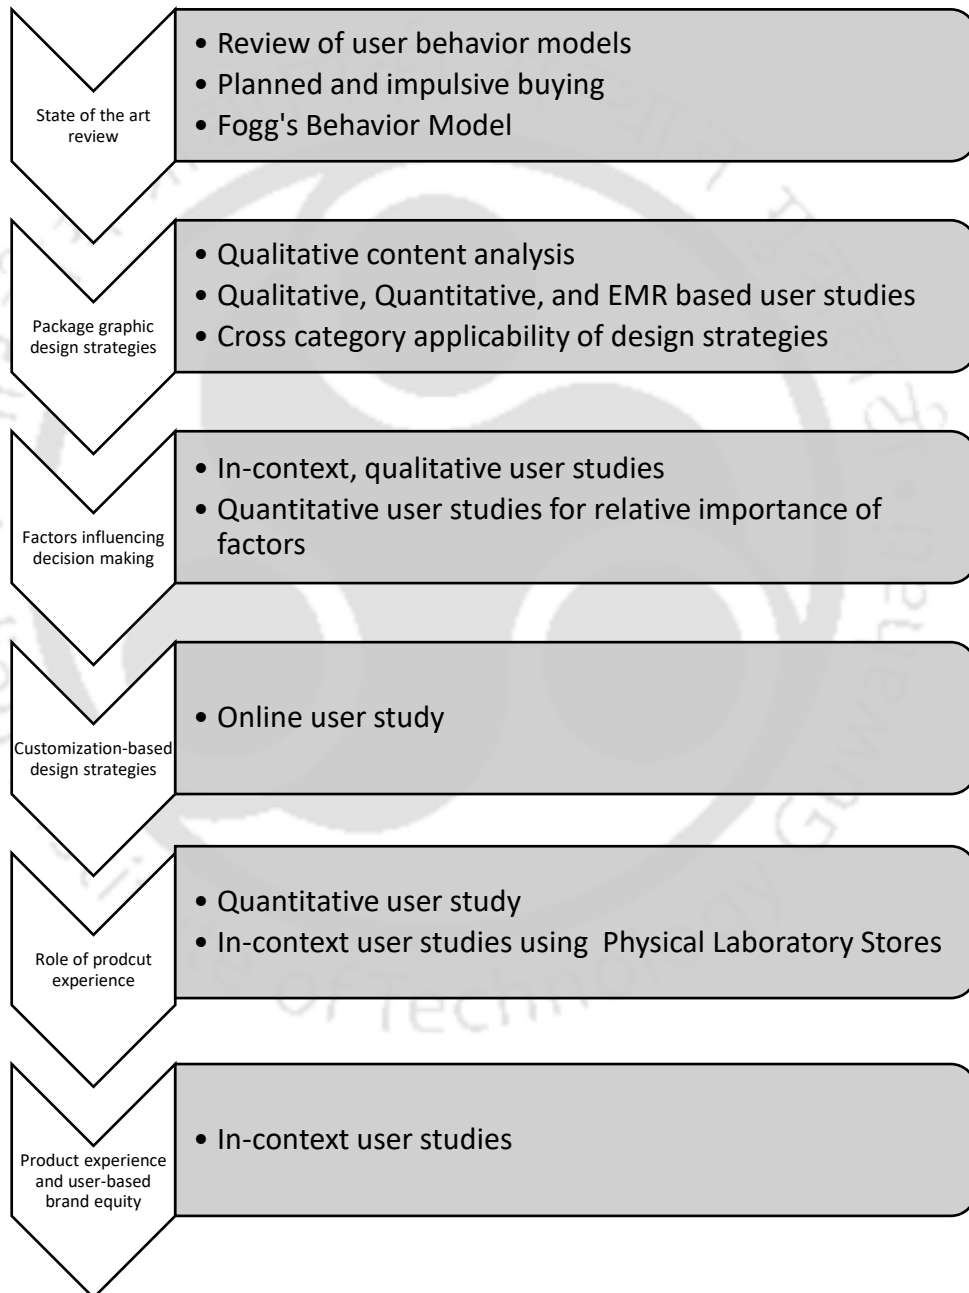 • Review of user behavior models
• Planned and impulsive buying
• Fogg's Behavior Model
State of the art
review
• Qualitative content analysis
• Qualitative, Quantitative, and EMR based user studies
• Cross category applicability of design strategies
Package graphic
design strategies
• In-context, qualitative user studies
• Quantitative user studies for relative importance of
factors
Factors influencing
decision making
• Online user study
Customization-based
design strategies
• Quantitative user study
• In-context user studies using Physical Laboratory Stores
Role of prodcut
experience
• In-context user studies
Product experience
and user-based
brand equity
of Technology Guwahati